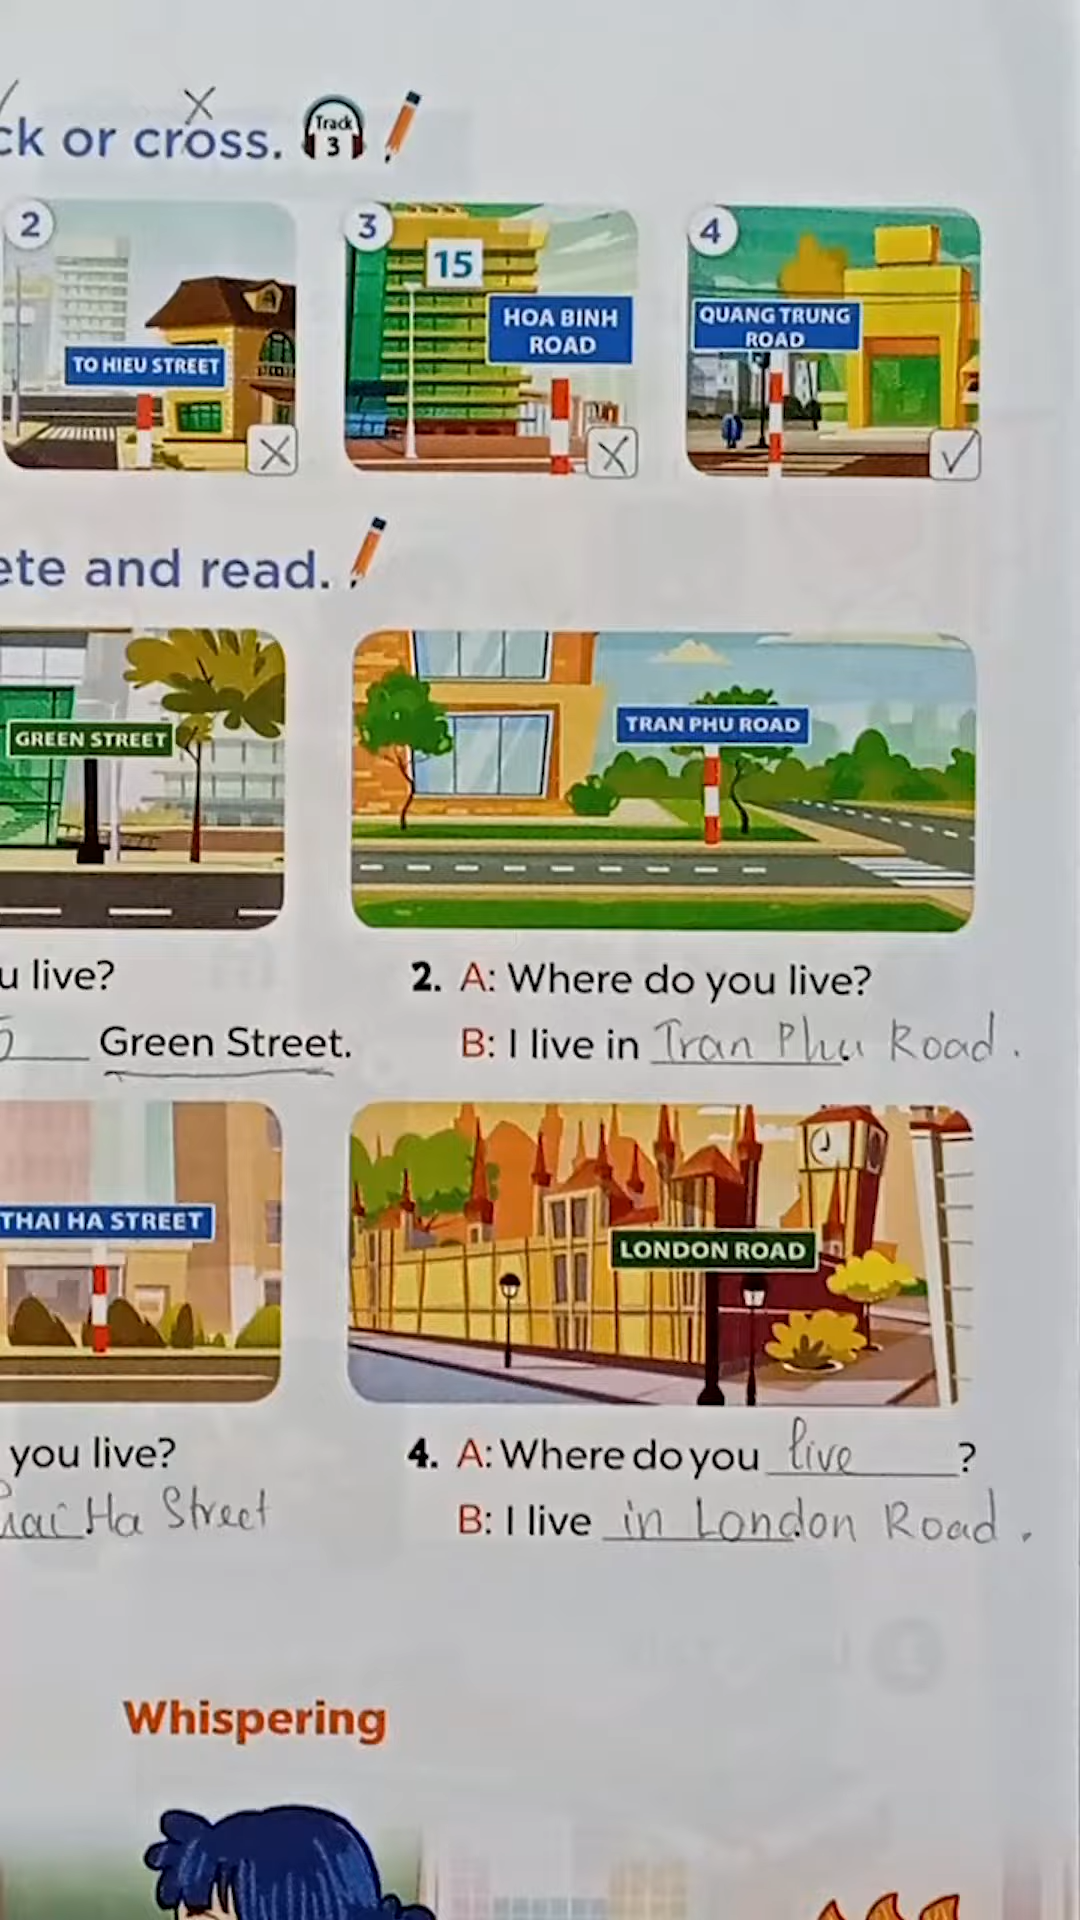 ck or cross.
Track
3
2
TO HIEU STREET
3
15
HOA BINH
ROAD
4
QUANG TRUNG
ROAD
ete and read.
GREEN STREET
TRAN PHU ROAD
u live?
Green Street.
2. A: Where do you live?
B: I live in Tran Phu Road.
THAI HA STREET
LONDON ROAD
you live?
Ha Street
4. A: Where do you live?
B: I live in London Road.
Whispering